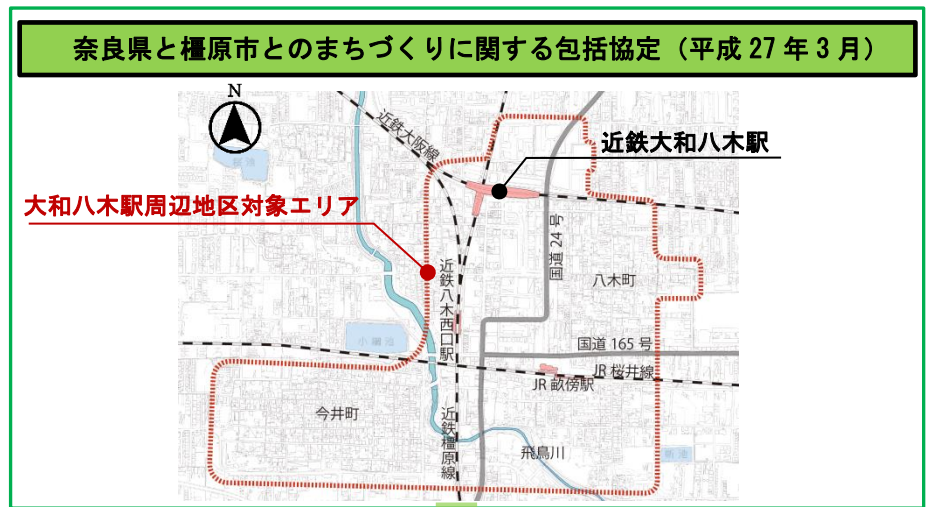 奈良県と橿原市とのまちづくりに関する包括協定（平成27年3月）
N
近鉄大阪線
近鉄大和八木駅
大和八木駅周辺地区対象エリア
国道24号
近鉄八木西口駅
八木町
小綱池
国道165号
JR桜井線
JR畝傍駅
今井町
近鉄橿原線
飛鳥川